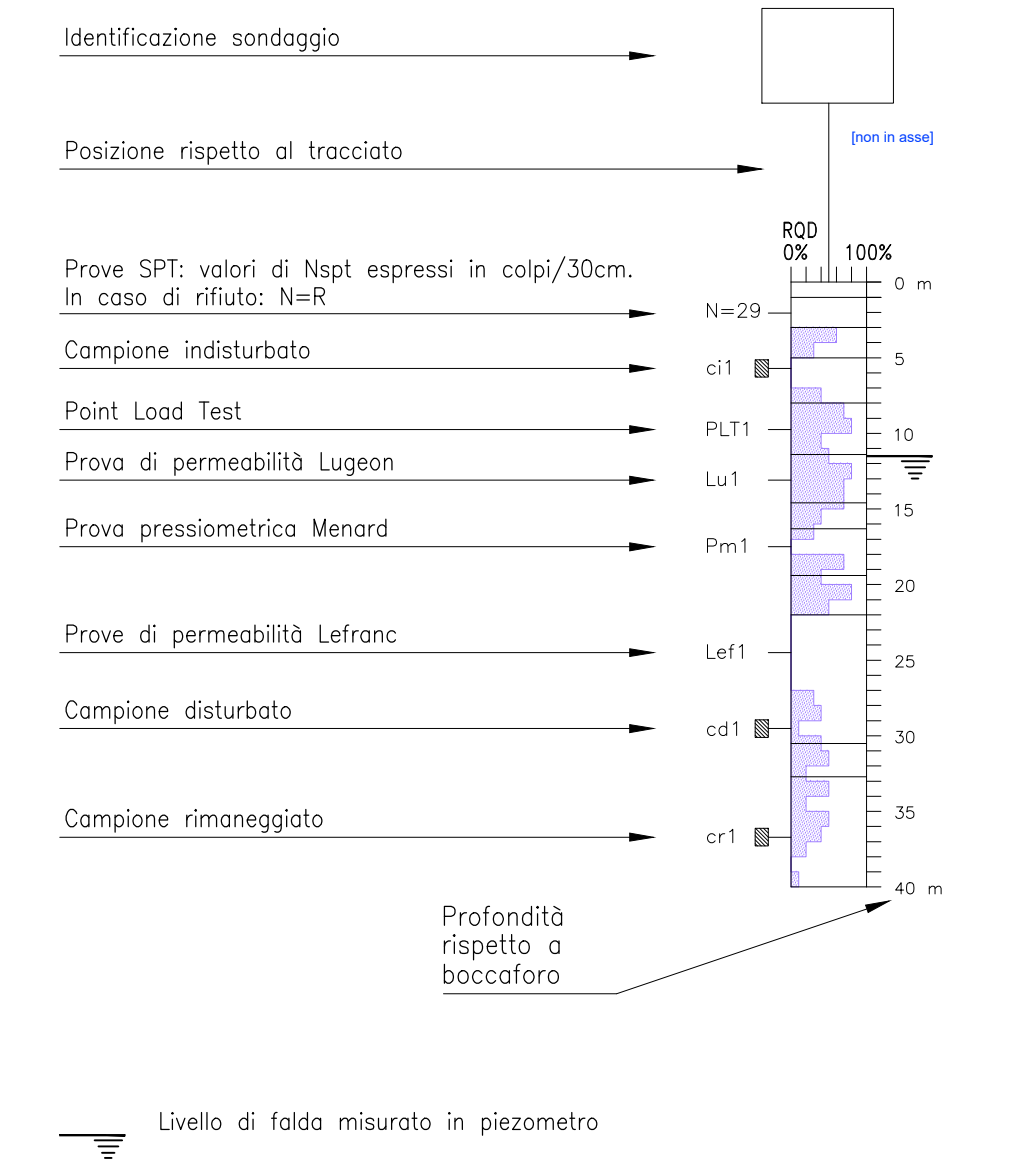 Identificazione sondaggio
[non in asse]
Posizione rispetto al tracciato
RQD
0% 100%
0 m
Prove SPT: valori di Nspt espressi in colpi/30cm.
In caso di rifiuto: N=R
N=29
Campione indisturbato
5
ci1
Point Load Test
PLT1
10
Prova di permeabilità Lugeon
Lu1
15
Prova pressiometrica Menard
Pm1
20
Prove di permeabilità Lefranc
Lef1
25
Campione disturbato
cd1
30
Campione rimaneggiato
35
cr1
40 m
Profondità
rispetto a
boccaforo
Livello di falda misurato in piezometro